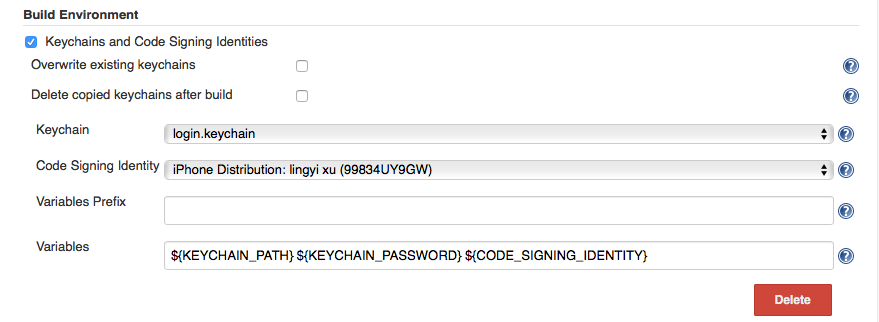 Build Environment
Keychains and Code Signing Identities
Overwrite existing keychains
Delete copied keychains after build
Keychain
login.keychain
Code Signing Identity
iPhone Distribution: lingyi xu (99834UY9GW)
Variables Prefix
Variables
${KEYCHAIN_PATH} ${KEYCHAIN_PASSWORD} ${CODE_SIGNING_IDENTITY}
Delete